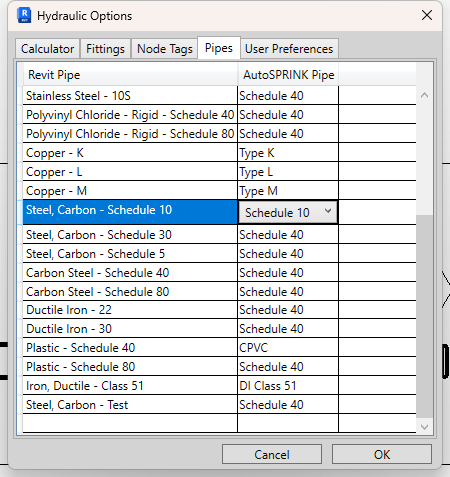 Hydraulic Options
Calculator Fittings Node Tags Pipes User Preferences
Revit Pipe AutoSPRINK Pipe
Stainless Steel - 10S Schedule 40
Polyvinyl Chloride - Rigid - Schedule 40 Schedule 40
Polyvinyl Chloride - Rigid - Schedule 80 Schedule 40
Copper - K Type K
Copper - L Type L
Copper - M Type M
Steel, Carbon - Schedule 10 Schedule 10
Steel, Carbon - Schedule 30 Schedule 40
Steel, Carbon - Schedule 5 Schedule 40
Carbon Steel - Schedule 40 Schedule 40
Carbon Steel - Schedule 80 Schedule 40
Ductile Iron - 22 Schedule 40
Ductile Iron - 30 Schedule 40
Plastic - Schedule 40 CPVC
Plastic - Schedule 80 Schedule 40
Iron, Ductile - Class 51 DI Class 51
Steel, Carbon - Test Schedule 40
Cancel OK